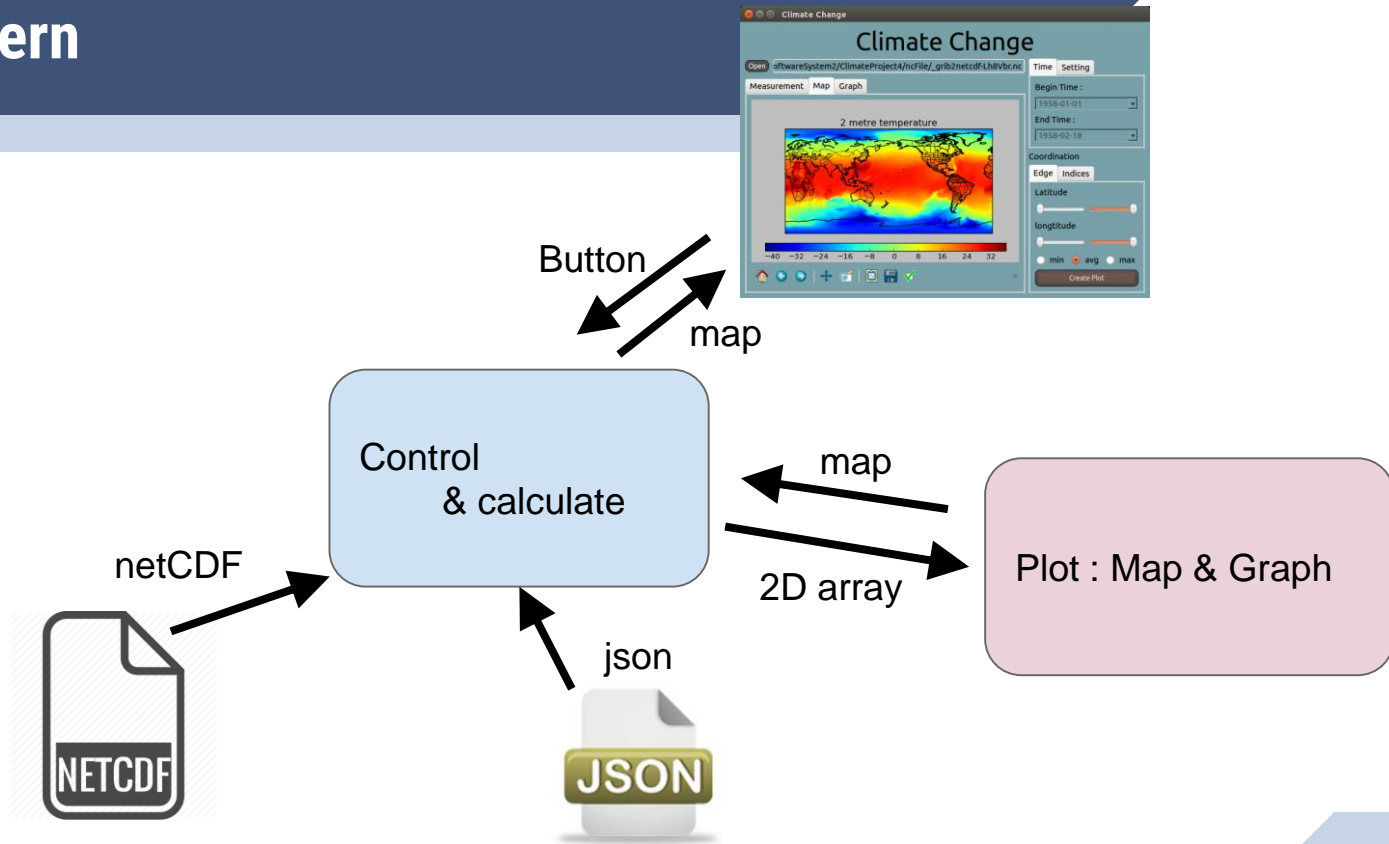 ern
Climate Change
Climate Change
Open oftwareSystem2/ClimateProject4/ncFile/_grib2netcdf-Lh8Vbr.nc
Time Setting
Measurement Map Graph
Begin Time :
1958-01-01
End Time :
1958-02-18
2 metre temperature
Coordination
Edge Indices
Latitude
longtitude
−40 −32 −24 −16 −8 0 8 16 24 32
min avg max
Create Plot
Button
map
Control
& calculate
map
2D array
Plot : Map & Graph
netCDF
json
NETCDF
JSON